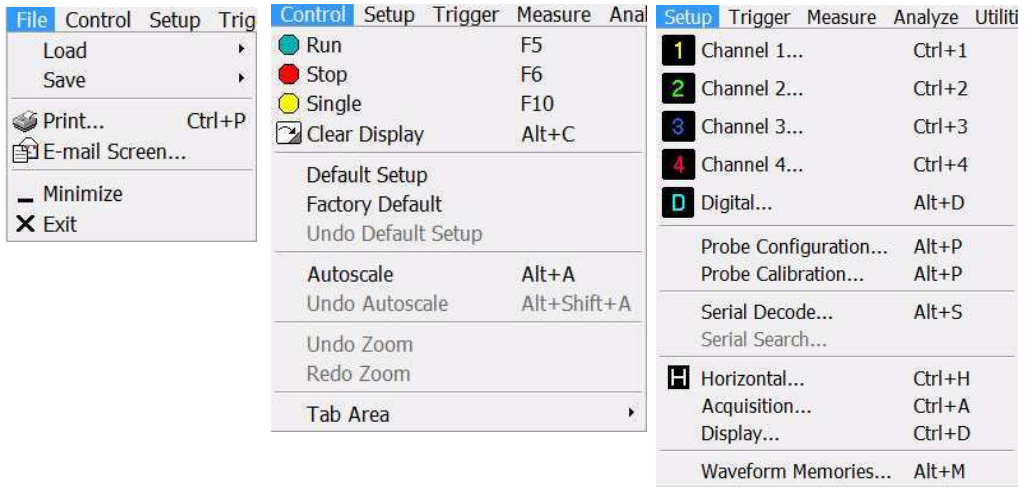 File Control Setup Trig
Load
Save
Print... Ctrl+P
E-mail Screen...
Minimize
Exit
Control Setup Trigger Measure Anal
Run F5
Stop F6
Single F10
Clear Display Alt+C
Default Setup
Factory Default
Undo Default Setup
Autoscale Alt+A
Undo Autoscale Alt+Shift+A
Undo Zoom
Redo Zoom
Tab Area
Setup Trigger Measure Analyze Utiliti
1 Channel 1... Ctrl+1
2 Channel 2... Ctrl+2
3 Channel 3... Ctrl+3
4 Channel 4... Ctrl+4
D Digital... Alt+D
Probe Configuration... Alt+P
Probe Calibration... Alt+P
Serial Decode... Alt+S
Serial Search...
H Horizontal... Ctrl+H
Acquisition... Ctrl+A
Display... Ctrl+D
Waveform Memories... Alt+M